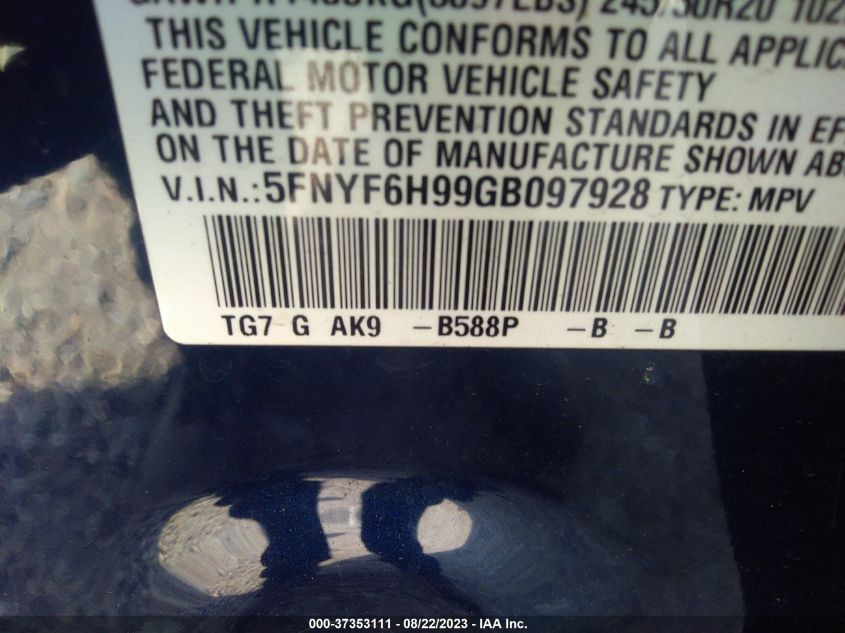 THIS VEHICLE CONFORMS TO ALL APPLIC
FEDERAL MOTOR VEHICLE SAFETY
AND THEFT PREVENTION STANDARDS IN EF
ON THE DATE OF MANUFACTURE SHOWN AB
V.I.N.:5FNYF6H99GB097928 TYPE: MPV
TG7 G AK9 -B588P -B -B
000-37353111 - 08/22/2023 - IAA Inc.